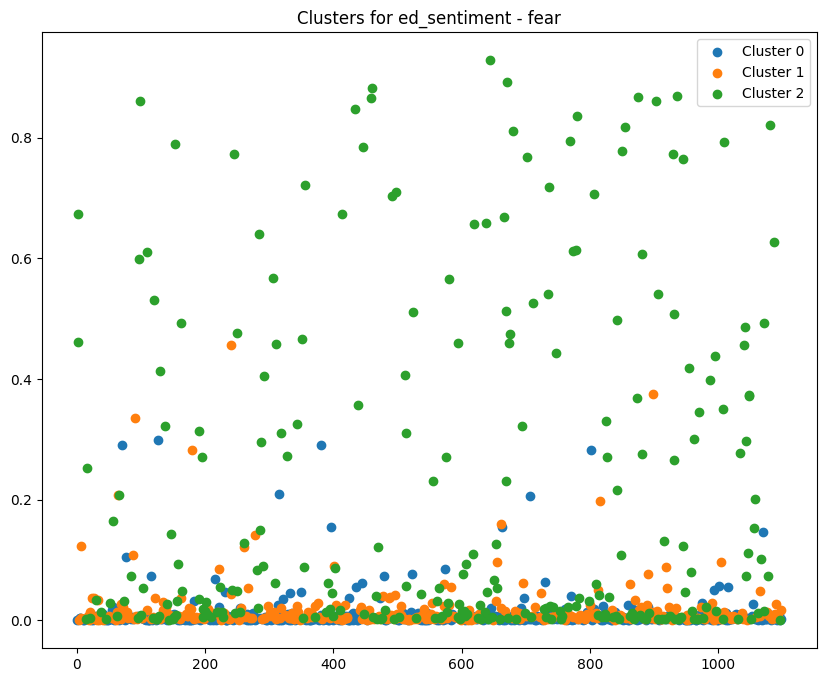 Clusters for ed_sentiment - fear
Cluster 0
Cluster 1
Cluster 2
0.8
0.6
0.4
0.2
0.0
0 200 400 600 800 1000